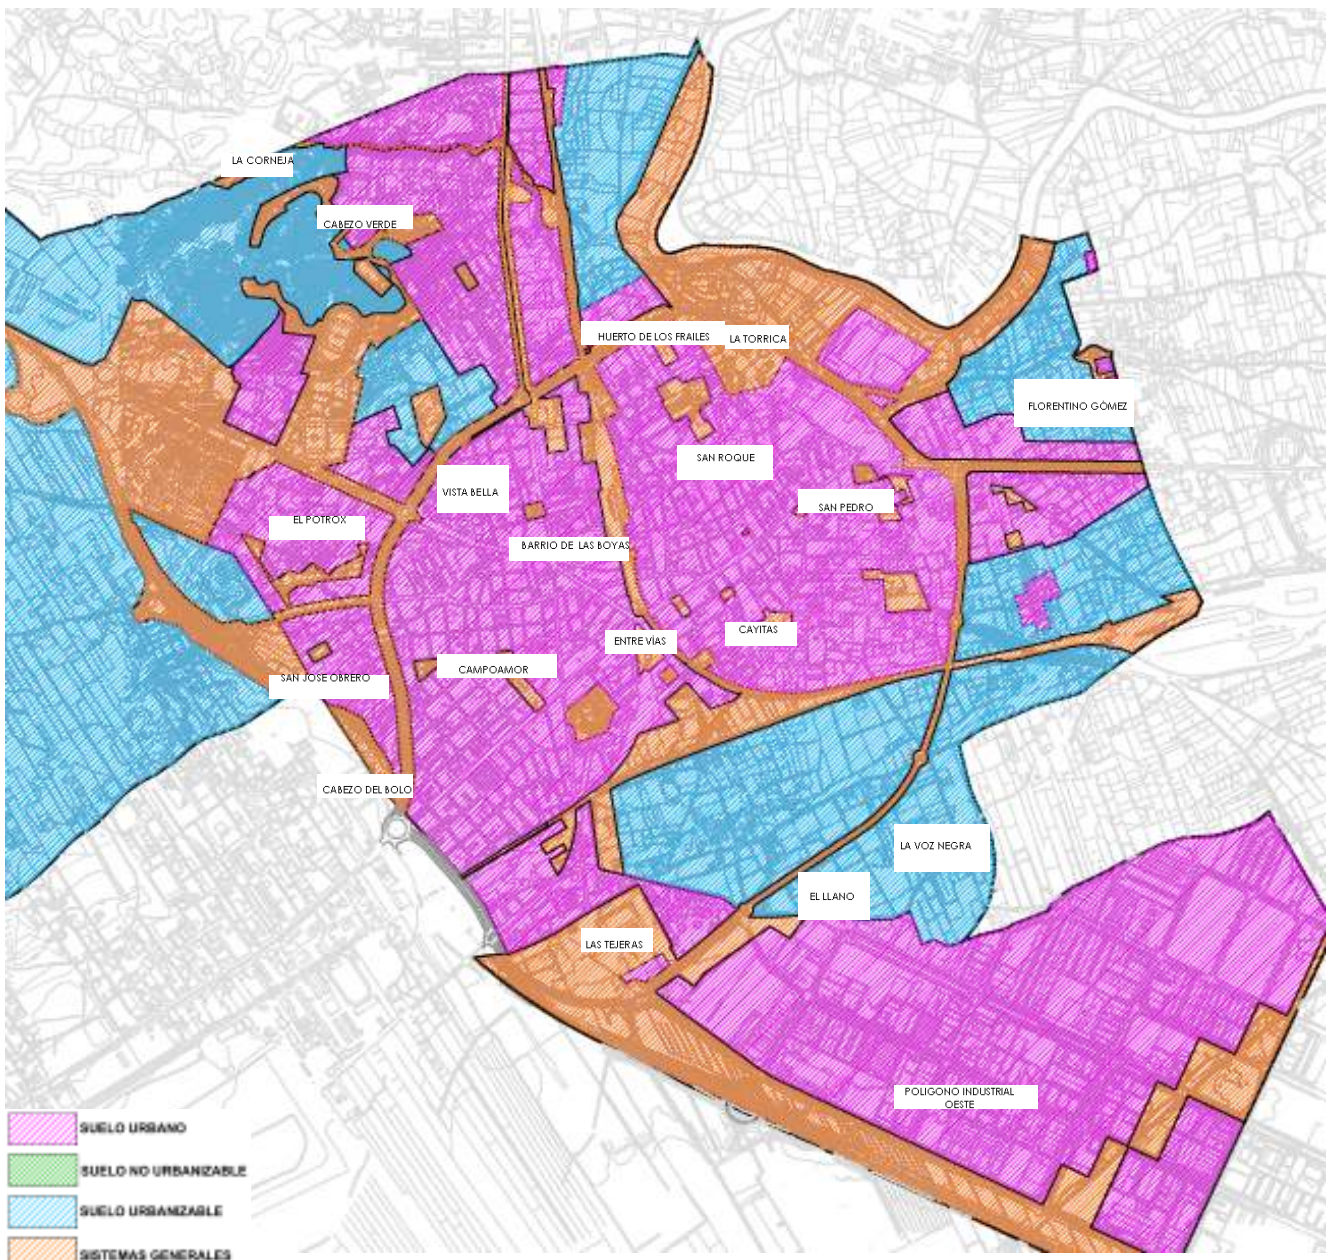 LA CORNEJA
CABEZO VERDE
HUERTO DE LOS FRAILES
LA TORRICA
FLORENTINO GÓMEZ
SAN ROQUE
VISTA BELLA
SAN PEDRO
EL POTROX
BARRIO DE LAS BOYAS
CAYITAS
ENTRE VÍAS
CAMPOAMOR
SAN JOSE OBRERO
CABEZO DEL BOLO
LA VOZ NEGRA
EL LLANO
LAS TEJERAS
POLIGONO INDUSTRIAL
OESTE
SUELO URBANO
SUELO NO URBANIZABLE
SUELO URBANIZABLE
SISTEMAS GENERALES